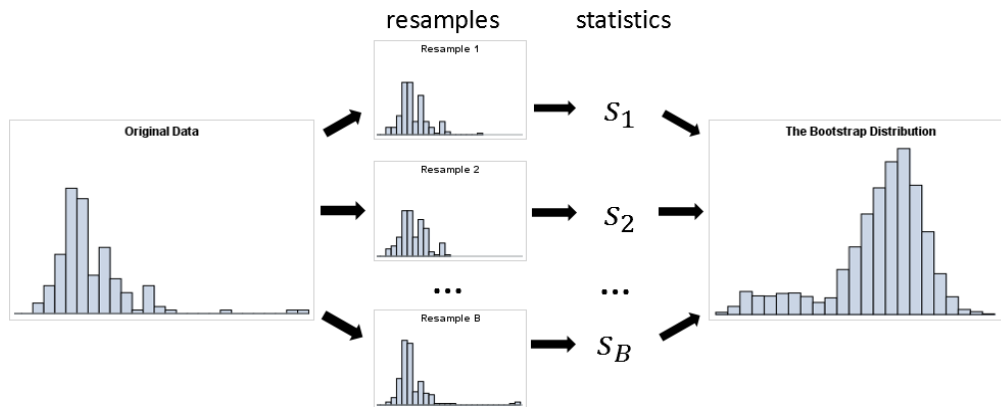 resamples
statistics
Resample 1
S1
Original Data
The Bootstrap Distribution
Resample 2
S2
...
...
Resample B
SB